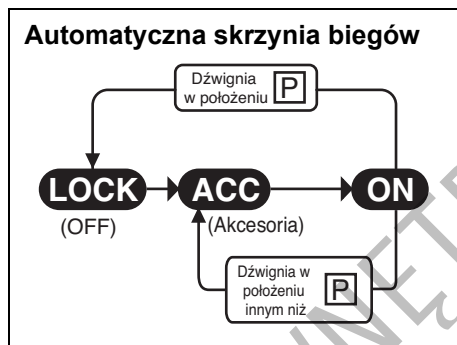 Automatyczna skrzynia biegów
Dźwignia
w położeniu P
LOCK
ACC
ON
(OFF)
(Akcesoria)
Dźwignia w
położeniu
innym niż
P